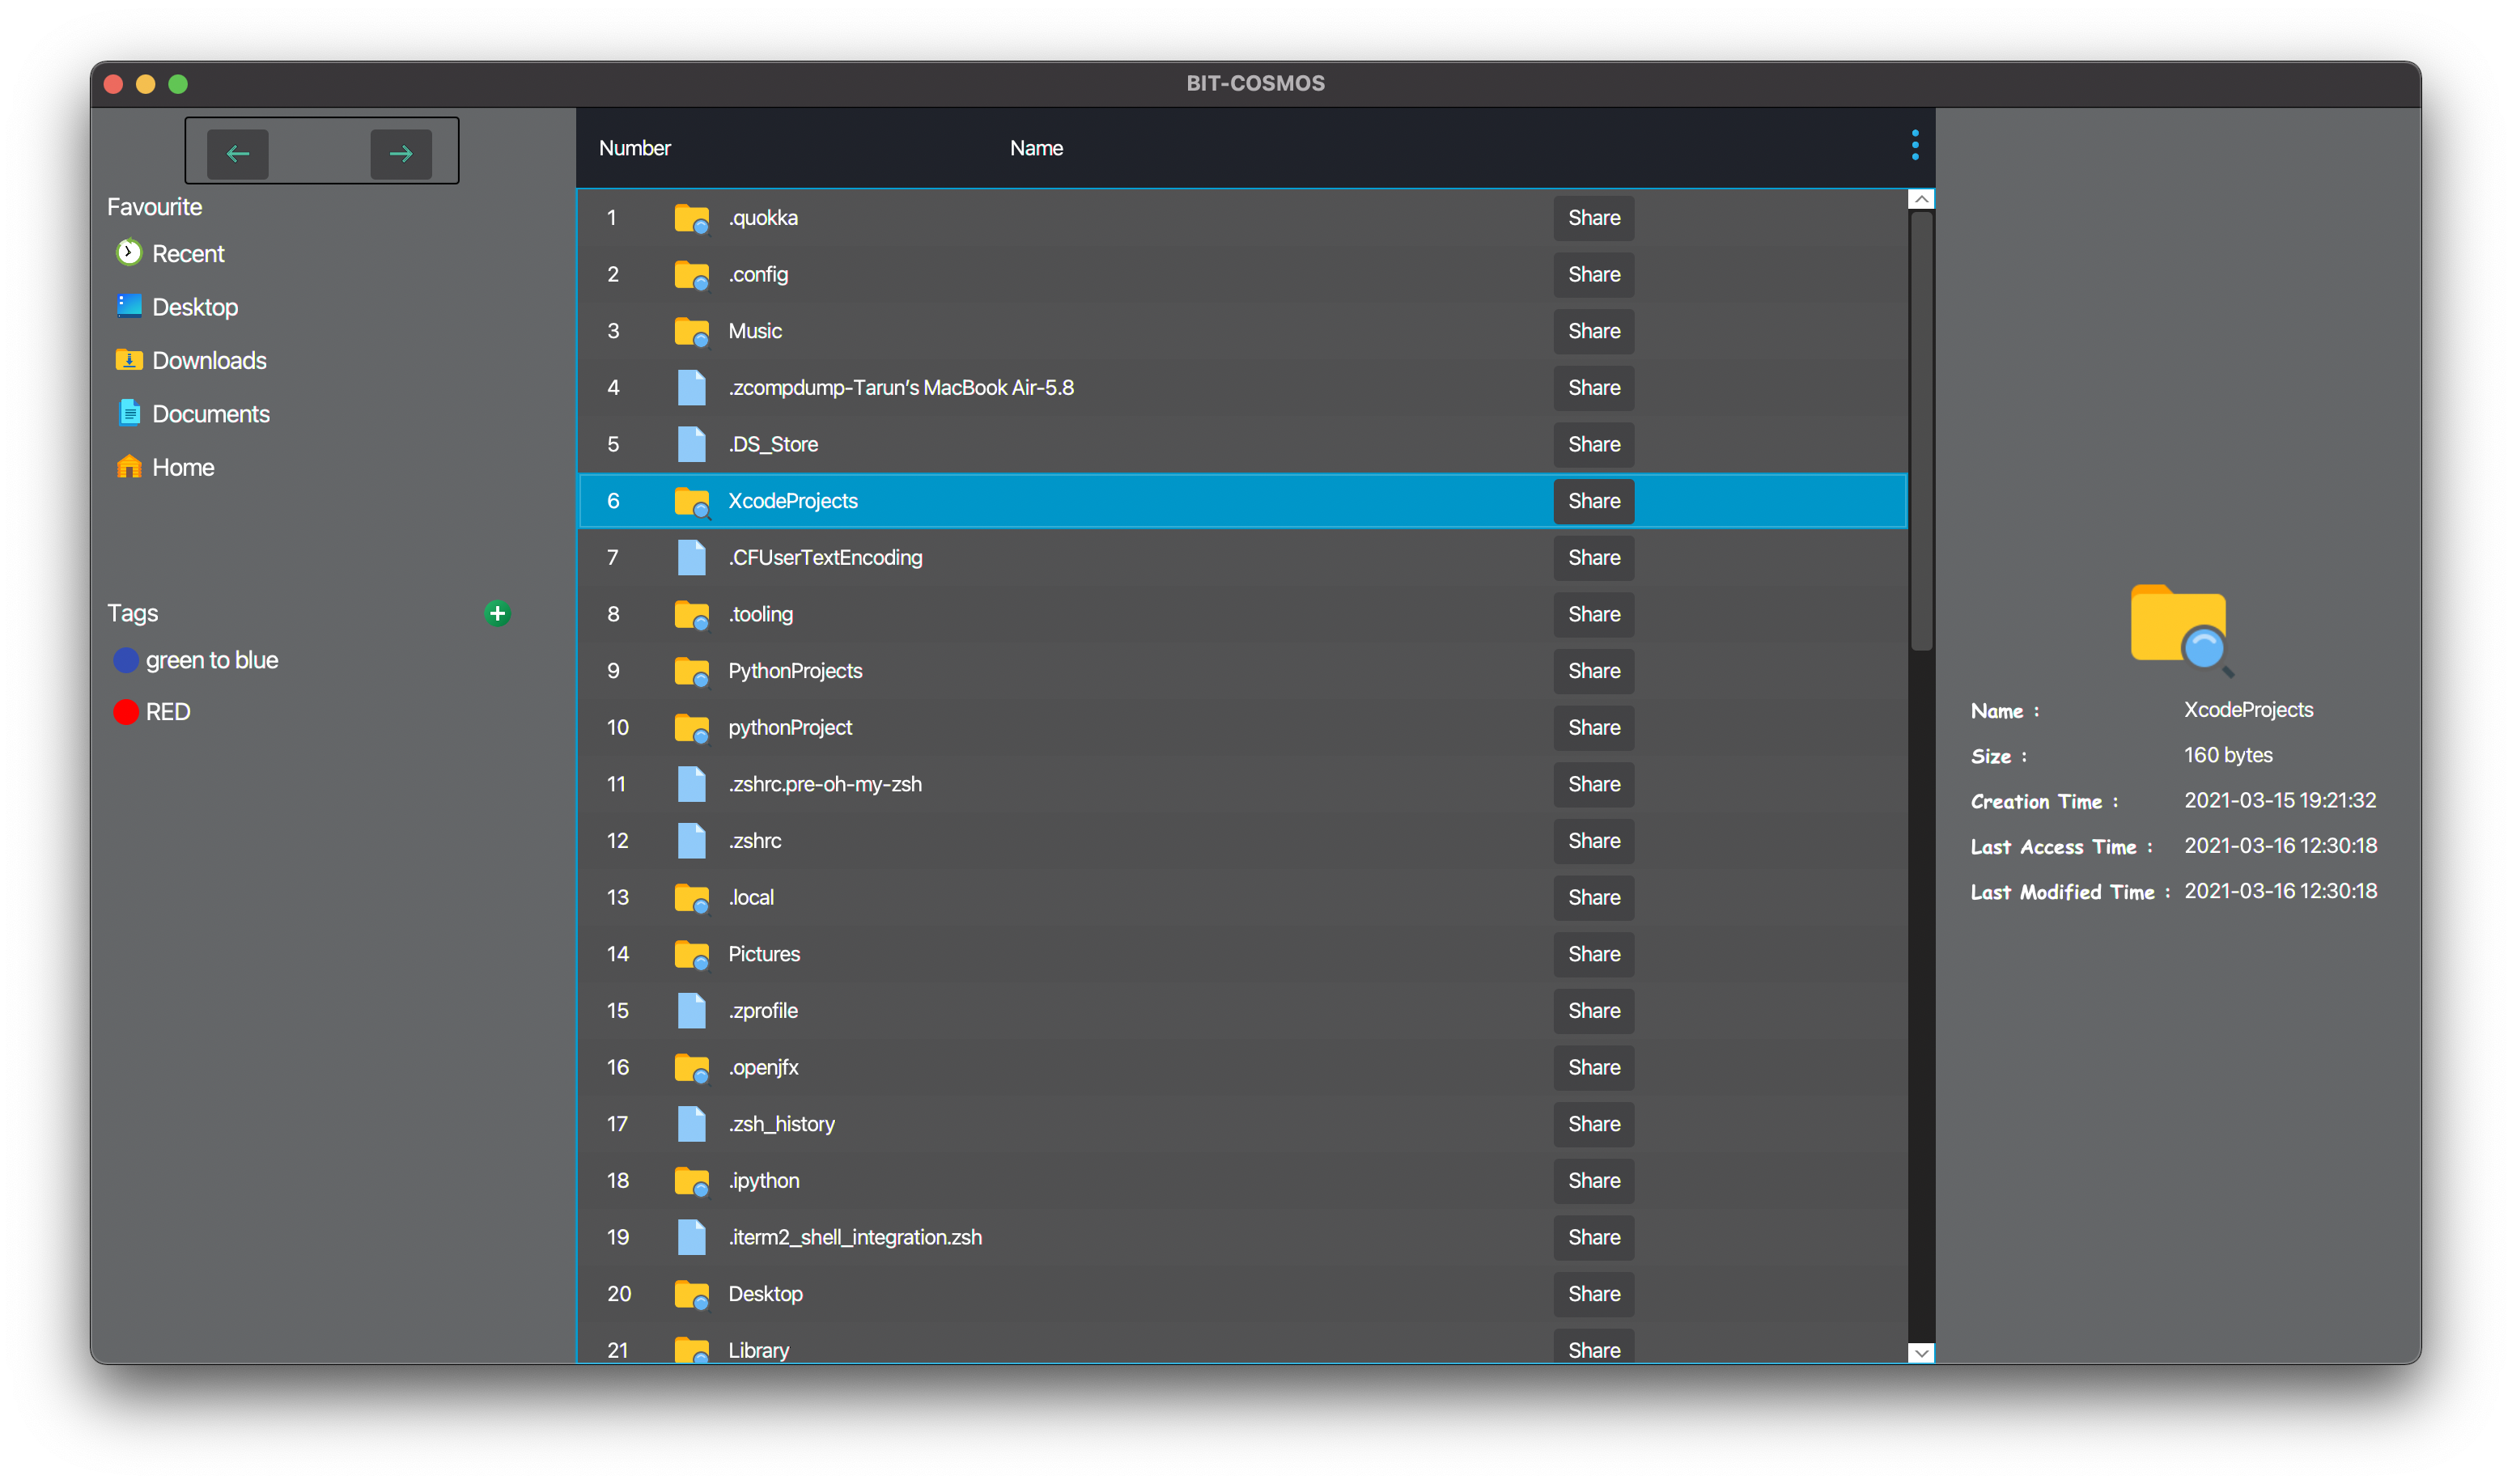 BIT-COSMOS
Favourite
Recent
Desktop
Downloads
Documents
Home
Tags
green to blue
RED
Number Name
1 .quokka Share
2 .config Share
3 Music Share
4 .zcompdump-Tarun’s MacBook Air-5.8 Share
5 .DS_Store Share
6 XcodeProjects Share
7 .CFUserTextEncoding Share
8 .tooling Share
9 PythonProjects Share
10 pythonProject Share
11 .zshrc.pre-oh-my-zsh Share
12 .zshrc Share
13 .local Share
14 Pictures Share
15 .zprofile Share
16 .openjfx Share
17 .zsh_history Share
18 .ipython Share
19 .iterm2_shell_integration.zsh Share
20 Desktop Share
21 Library Share
Name : XcodeProjects
Size : 160 bytes
Creation Time : 2021-03-15 19:21:32
Last Access Time : 2021-03-16 12:30:18
Last Modified Time : 2021-03-16 12:30:18